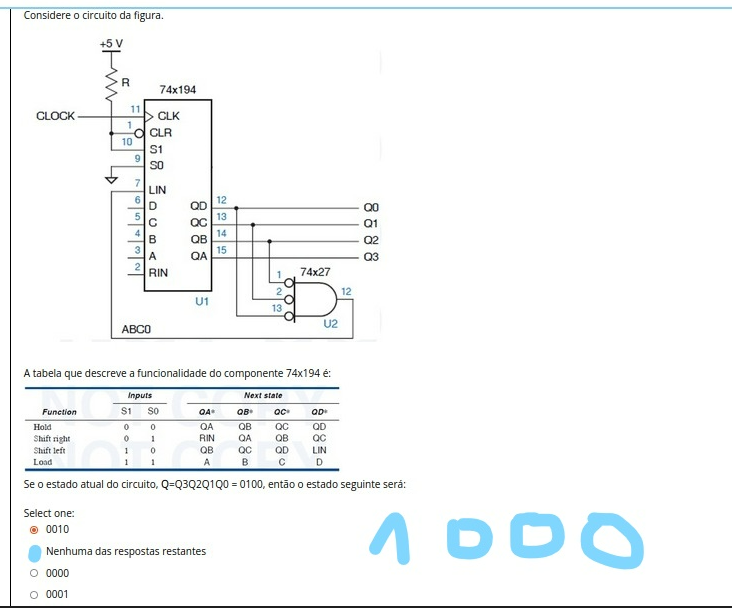 Considere o circuito da figura.
+5 V
R
74x194
CLOCK
11
CLK
1
CLR
10
S1
9
S0
7
LIN
6
D
QD
12
Q0
5
C
QC
13
Q1
4
B
QB
14
Q2
3
A
QA
15
Q3
2
RIN
1
74x27
2
12
13
U1
U2
ABC0
A tabela que descreve a funcionalidade do componente 74x194 é:
Inputs Next state
Function S1 S0 QA* QB* QC* QD*
Hold 0 0 QA QB QC QD
Shift right 0 1 RIN QA QB QC
Shift left 1 0 QB QC QD LIN
Load 1 1 A B C D
NOT COPY
NOT COPY
Se o estado atual do circuito, Q=Q3Q2Q1Q0 = 0100, então o estado seguinte será:
Select one:
0010
Nenhuma das respostas restantes
0000
0001
1000